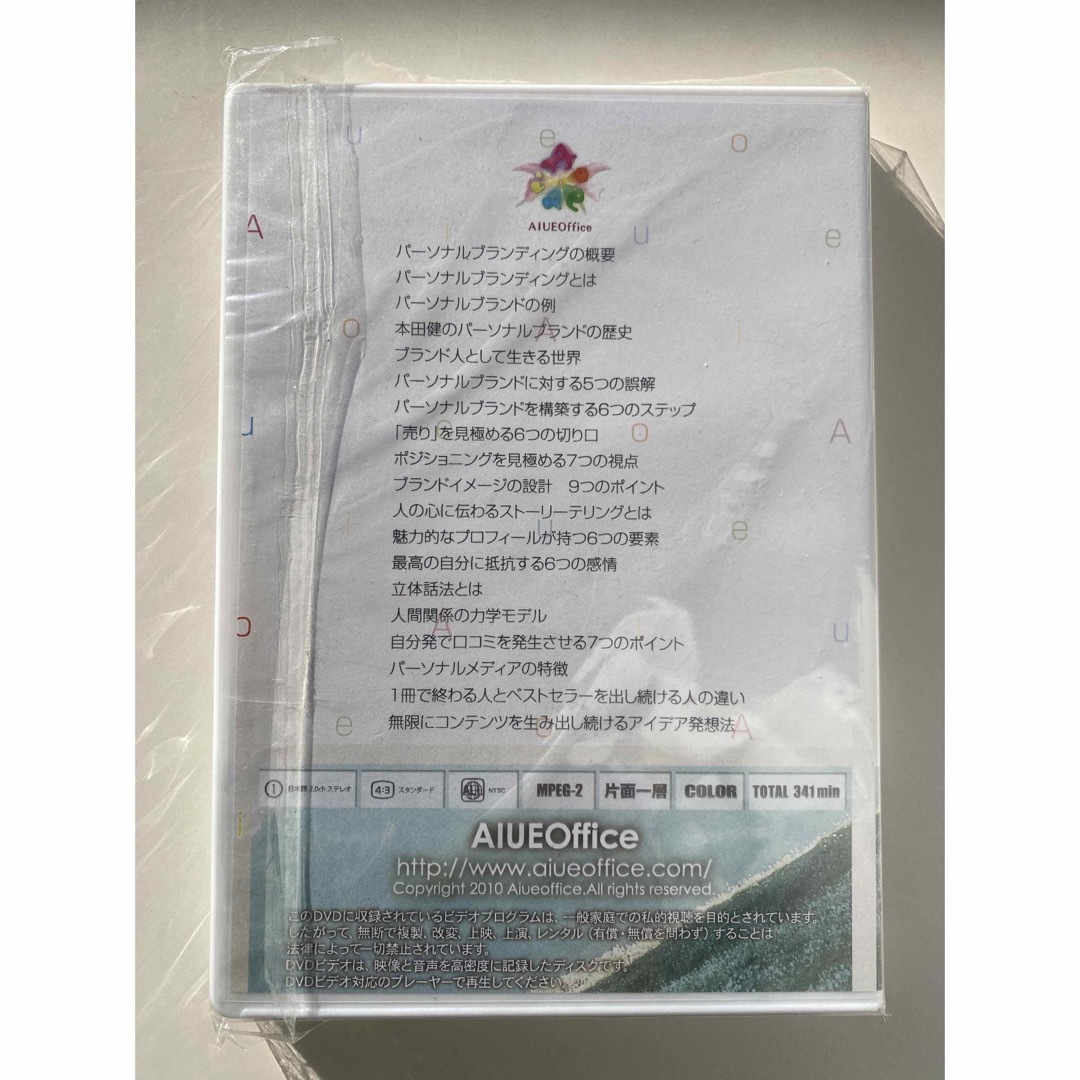 u e o
AIUEOffice
A i u e
パーソナルブランディングの概要
パーソナルブランディングとは
パーソナルブランドの例
o A i
本田健のパーソナルブランドの歴史
ブランド人として生きる世界
パーソナルブランドに対する5つの誤解
パーソナルブランドを構築する6つのステップ
u e o A
「売り」を見極める6つの切り口
ポジショニングを見極める7つの視点
ブランドイメージの設計 9つのポイント
人の心に伝わるストーリーテリングとは
i u e
魅力的なプロフィールが持つ6つの要素
最高の自分に抵抗する6つの感情
立体話法とは
人間関係の力学モデル
o A u
自分発で口コミを発生させる7つのポイント
パーソナルメディアの特徴
1冊で終わる人とベストセラーを出し続ける人の違い
無限にコンテンツを生み出し続けるアイデア発想法
e o A
1 日本語 2.0ch ステレオ 4:3 スタンダード ALL NTSC MPEG-2 片面一層 COLOR TOTAL 341min
i
AIUEOffice
http://www.aiueoffice.com/
Copyright 2010 Aiueoffice.All rights reserved.
このDVDに収録されているビデオプログラムは、一般家庭での私的視聴を目的とされています。
したがって、無断で複製、改変、上映、上演、レンタル（有償・無償を問わず）することは
法律によって一切禁止されています。
DVDビデオは、映像と音声を高密度に記録したディスクです。
DVDビデオ対応のプレーヤーで再生してください。